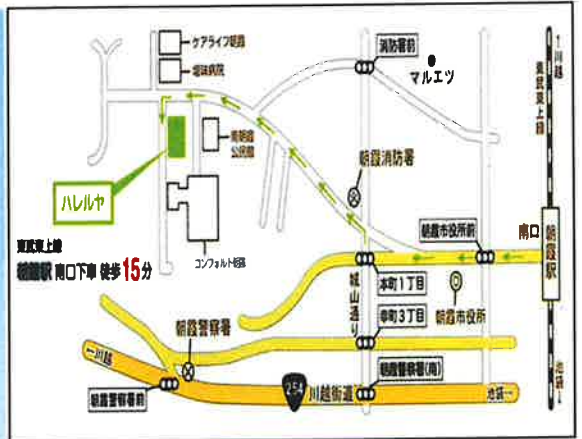 ケアライフ朝霞
塩味病院
消防署前
マルエツ
↑川越
東武東上線
南朝霞
公民館
朝霞消防署
ハレルヤ
朝霞市役所前
南口
朝霞駅
東武東上線
朝霞駅 南口下車 徒歩15分
コンフォルト朝霞
本町1丁目
城山通り
朝霞市役所
幸町3丁目
朝霞警察署
←川越
朝霞警察署前
254
川越街道
朝霞警察署(南)
池袋→
池袋↓